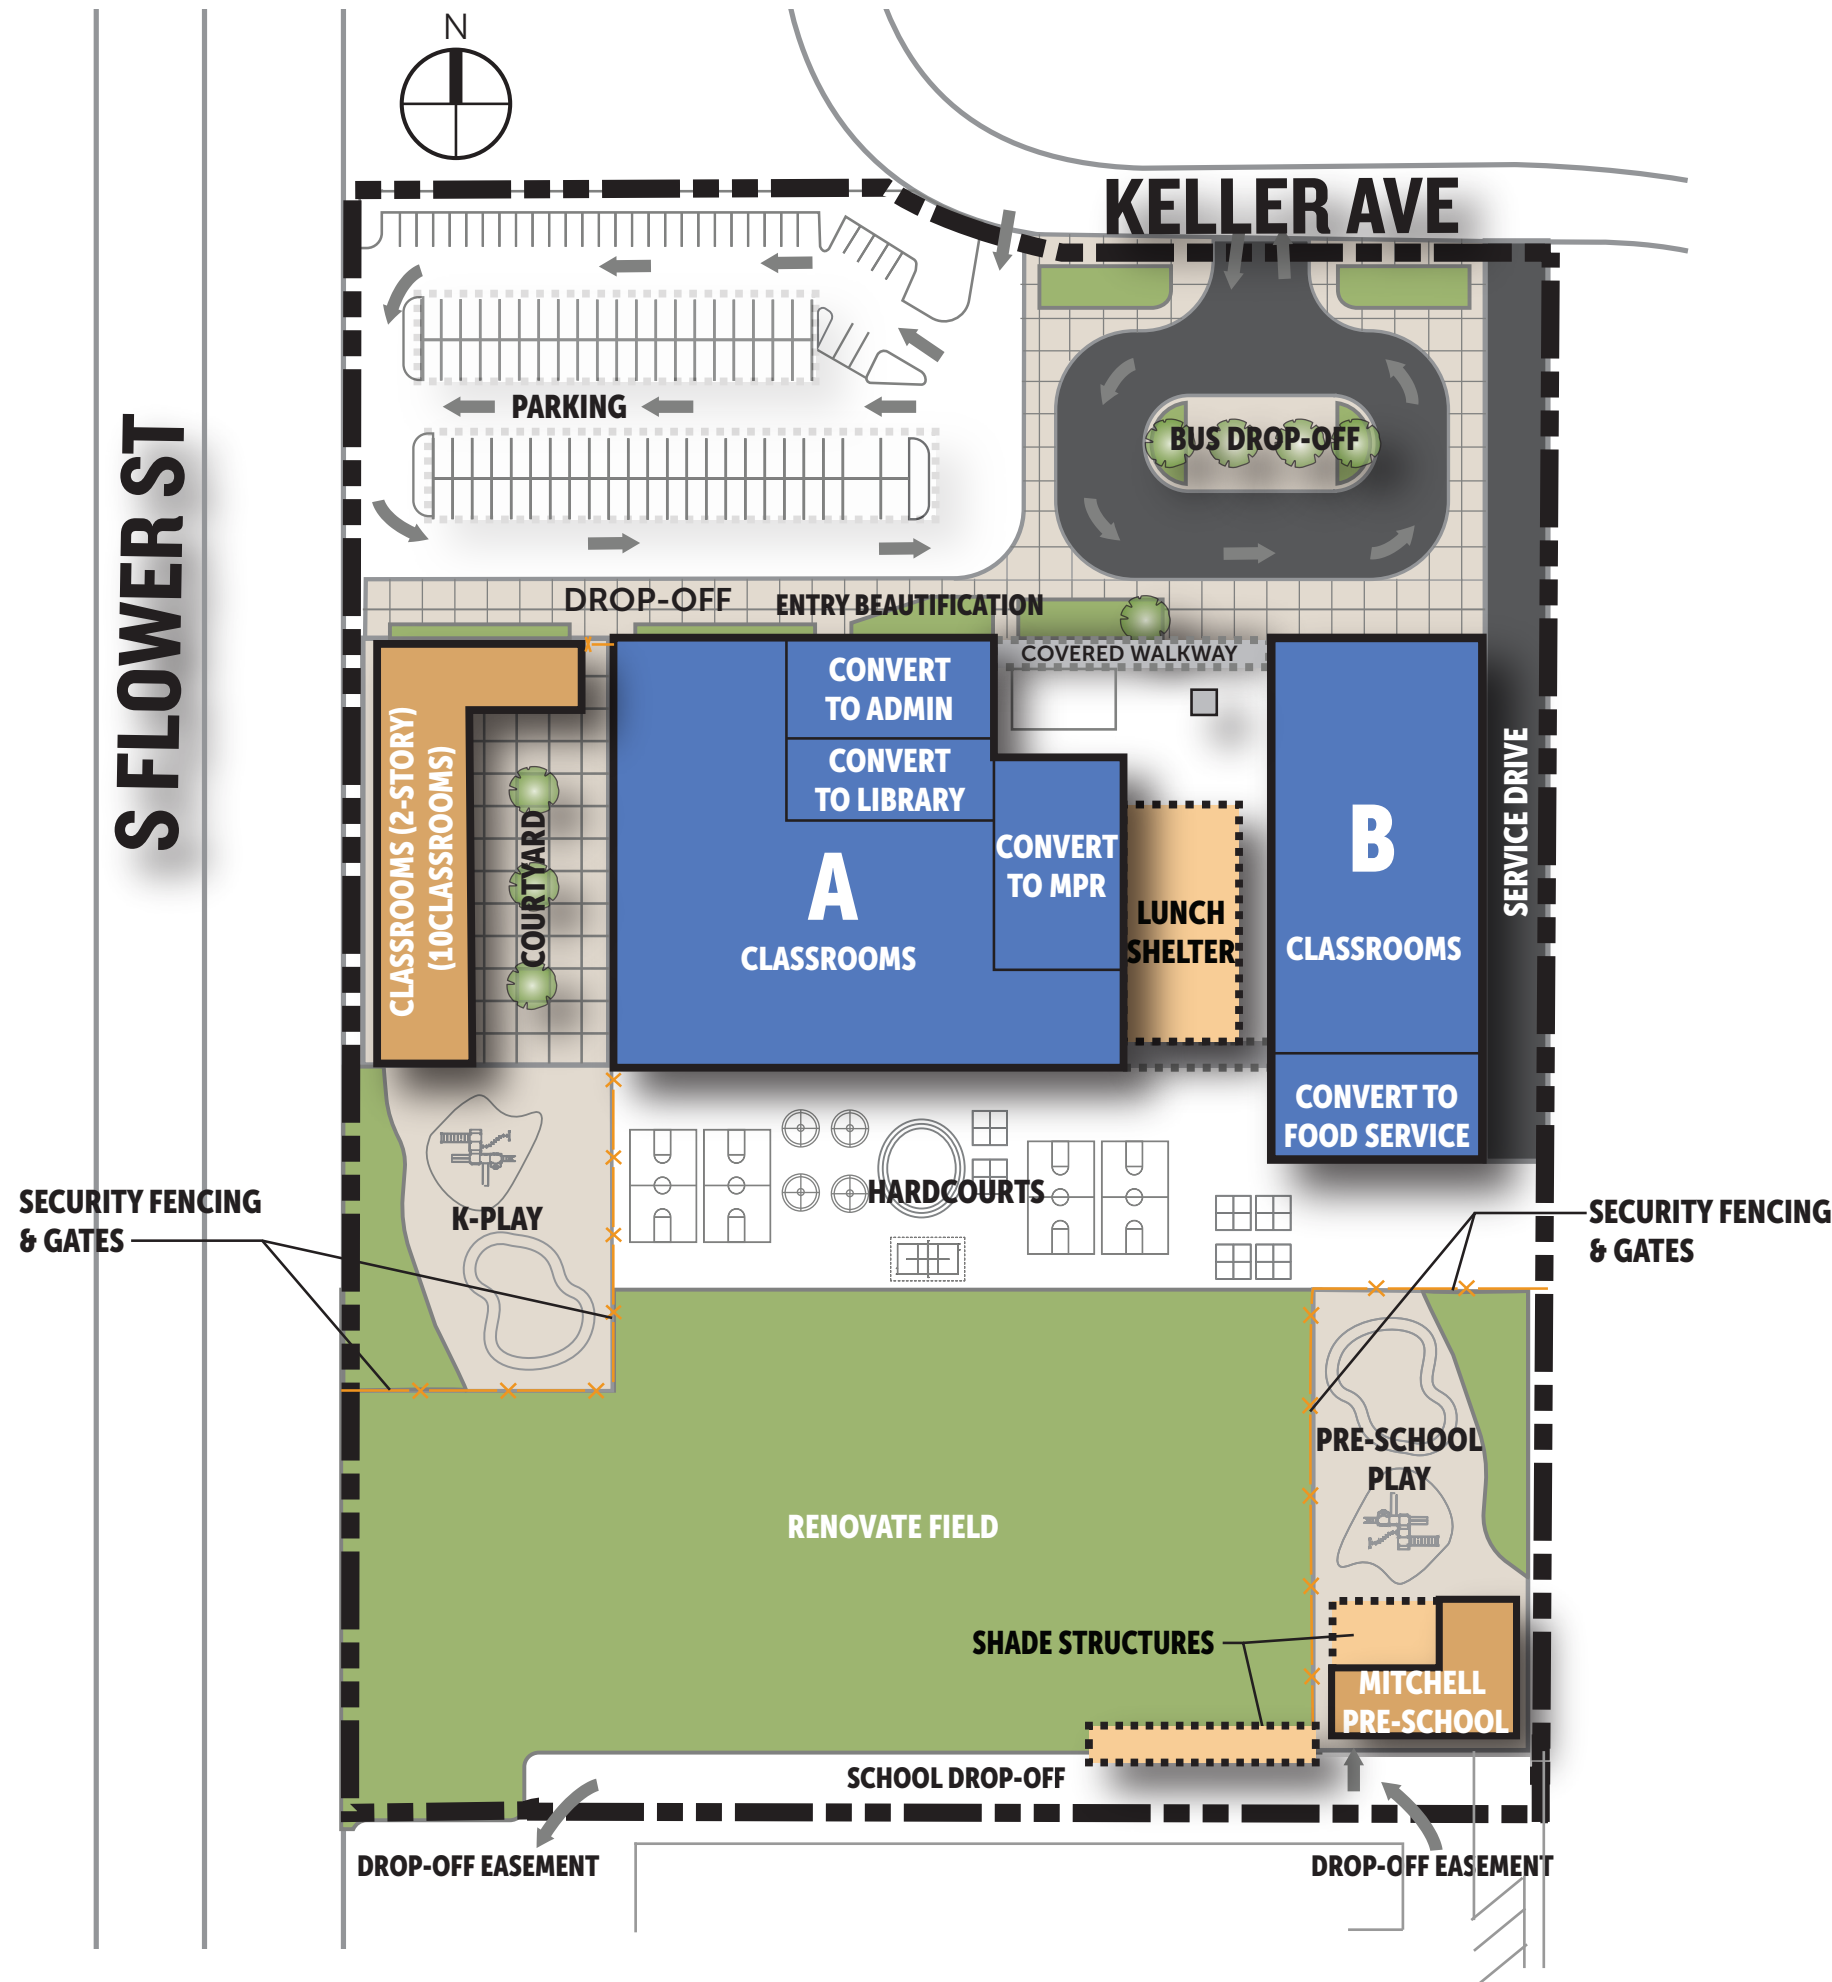 N
KELLER AVE
S FLOWER ST
PARKING
BUS DROP-OFF
DROP-OFF
ENTRY BEAUTIFICATION
COVERED WALKWAY
CONVERT
TO ADMIN
CONVERT
TO LIBRARY
CONVERT
TO MPR
A
CLASSROOMS
CLASSROOMS (2-STORY)
(10CLASSROOMS)
COURTYARD
LUNCH
SHELTER
B
CLASSROOMS
SERVICE DRIVE
CONVERT TO
FOOD SERVICE
SECURITY FENCING
& GATES
K-PLAY
HARDCOURTS
SECURITY FENCING
& GATES
PRE-SCHOOL
PLAY
RENOVATE FIELD
SHADE STRUCTURES
MITCHELL
PRE-SCHOOL
SCHOOL DROP-OFF
DROP-OFF EASEMENT
DROP-OFF EASEMENT